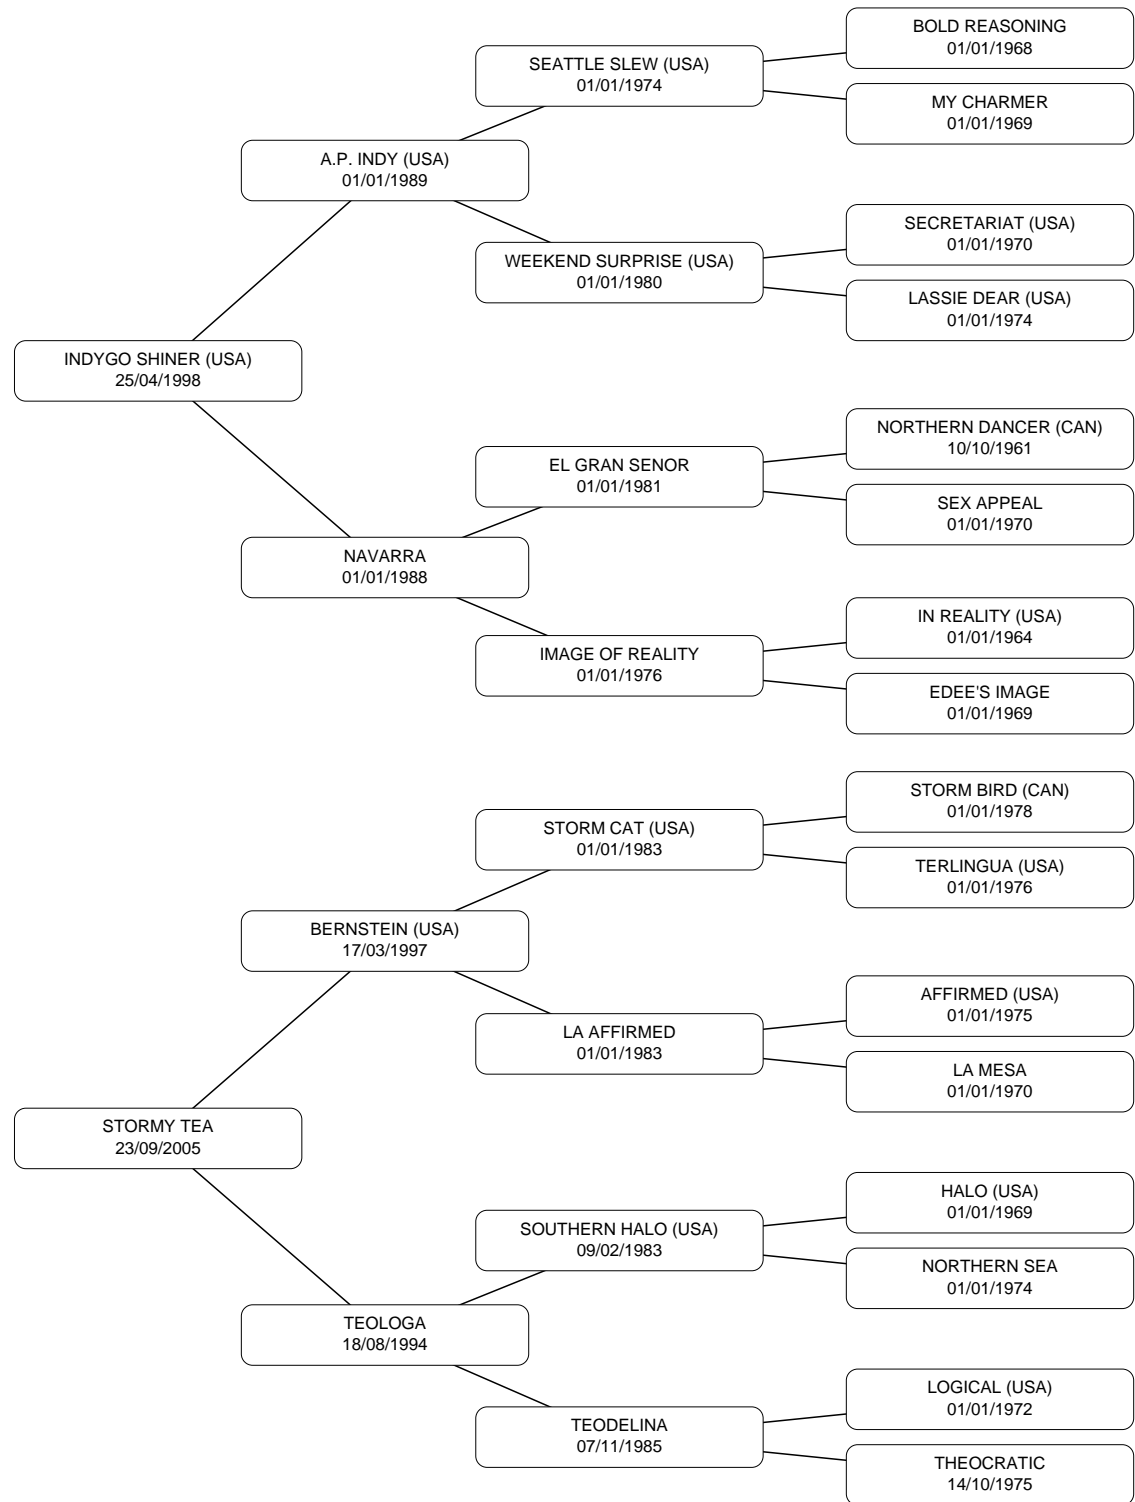 BOLD REASONING
01/01/1968
SEATTLE SLEW (USA)
01/01/1974
MY CHARMER
01/01/1969
A.P. INDY (USA)
01/01/1989
SECRETARIAT (USA)
01/01/1970
WEEKEND SURPRISE (USA)
01/01/1980
LASSIE DEAR (USA)
01/01/1974
INDYGO SHINER (USA)
25/04/1998
NORTHERN DANCER (CAN)
10/10/1961
EL GRAN SENOR
01/01/1981
SEX APPEAL
01/01/1970
NAVARRA
01/01/1988
IN REALITY (USA)
01/01/1964
IMAGE OF REALITY
01/01/1976
EDEE'S IMAGE
01/01/1969
STORM BIRD (CAN)
01/01/1978
STORM CAT (USA)
01/01/1983
TERLINGUA (USA)
01/01/1976
BERNSTEIN (USA)
17/03/1997
AFFIRMED (USA)
01/01/1975
LA AFFIRMED
01/01/1983
LA MESA
01/01/1970
STORMY TEA
23/09/2005
HALO (USA)
01/01/1969
SOUTHERN HALO (USA)
09/02/1983
NORTHERN SEA
01/01/1974
TEOLOGA
18/08/1994
LOGICAL (USA)
01/01/1972
TEODELINA
07/11/1985
THEOCRATIC
14/10/1975